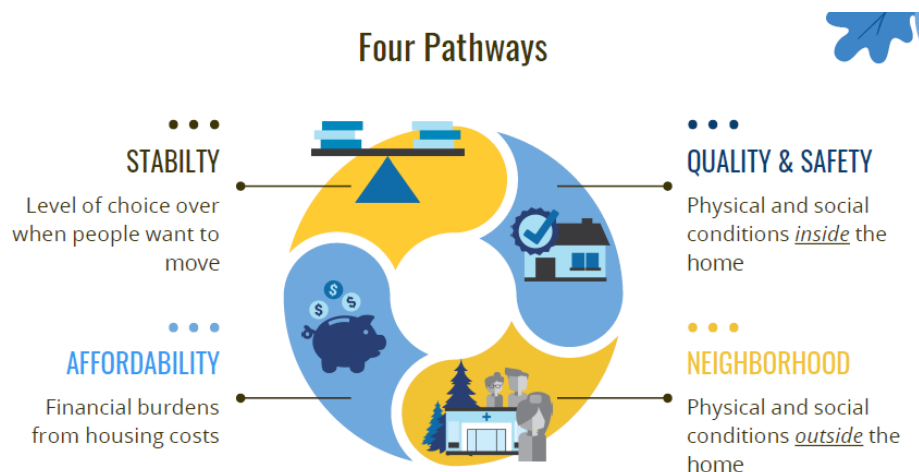 Four Pathways
STABILTY
Level of choice over
when people want to
move
QUALITY & SAFETY
Physical and social
conditions inside the
home
AFFORDABILITY
Financial burdens
from housing costs
NEIGHBORHOOD
Physical and social
conditions outside the
home
$ $ $